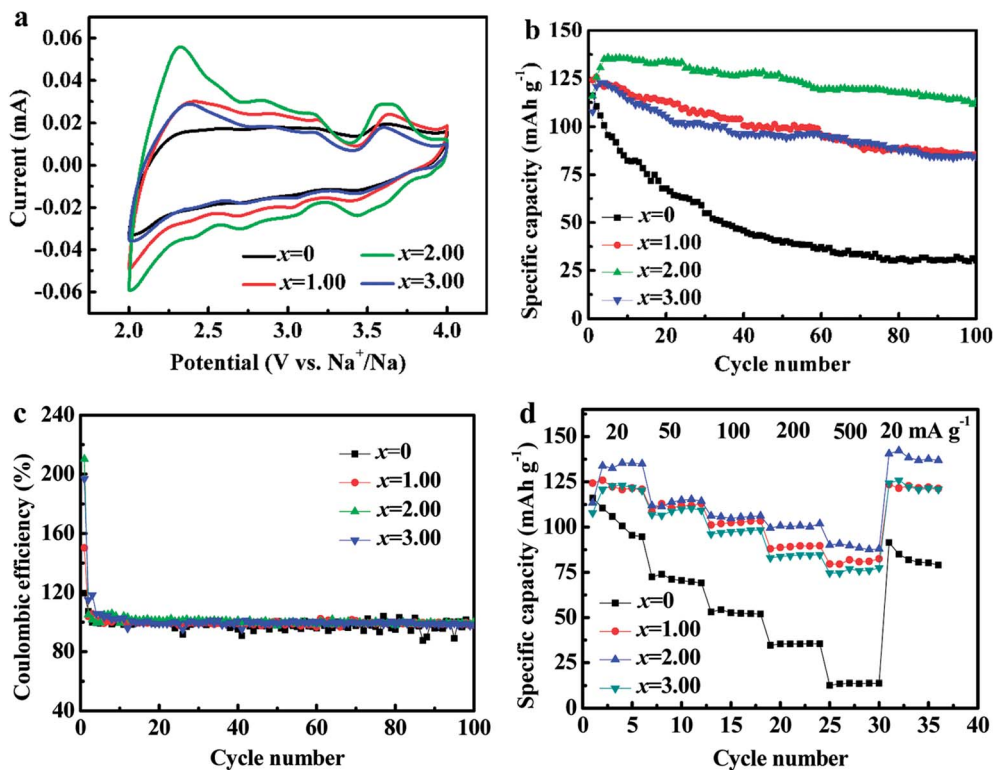 a
0.06
0.04
0.02
0.00
-0.02
-0.04
-0.06
Current (mA)
x=0
x=1.00
x=2.00
x=3.00
2.0 2.5 3.0 3.5 4.0
Potential (V vs. Na+/Na)
b
150
125
100
75
50
25
0
Specific capacity (mAh g-1)
x=0
x=1.00
x=2.00
x=3.00
0 20 40 60 80 100
Cycle number
c
240
200
160
120
80
40
Coulombic efficiency (%)
x=0
x=1.00
x=2.00
x=3.00
0 20 40 60 80 100
Cycle number
d
150
125
100
75
50
25
0
Specific capacity (mAh g-1)
20 50 100 200 500 20 mA g-1
x=0
x=1.00
x=2.00
x=3.00
0 5 10 15 20 25 30 35 40
Cycle number